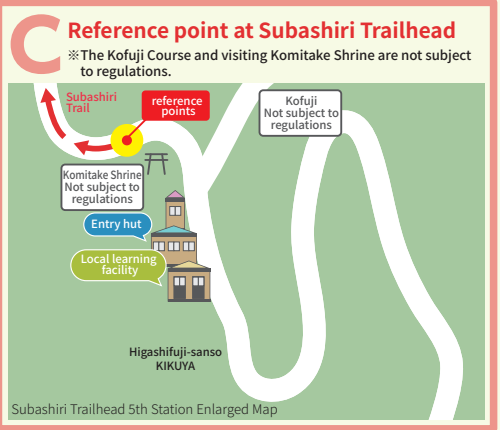 C
Reference point at Subashiri Trailhead
※The Kofuji Course and visiting Komitake Shrine are not subject
to regulations.
Subashiri
Trail
reference
points
Kofuji
Not subject to
regulations
Komitake Shrine
Not subject to
regulations
Entry hut
Local learning
facility
Higashifuji-sanso
KIKUYA
Subashiri Trailhead 5th Station Enlarged Map